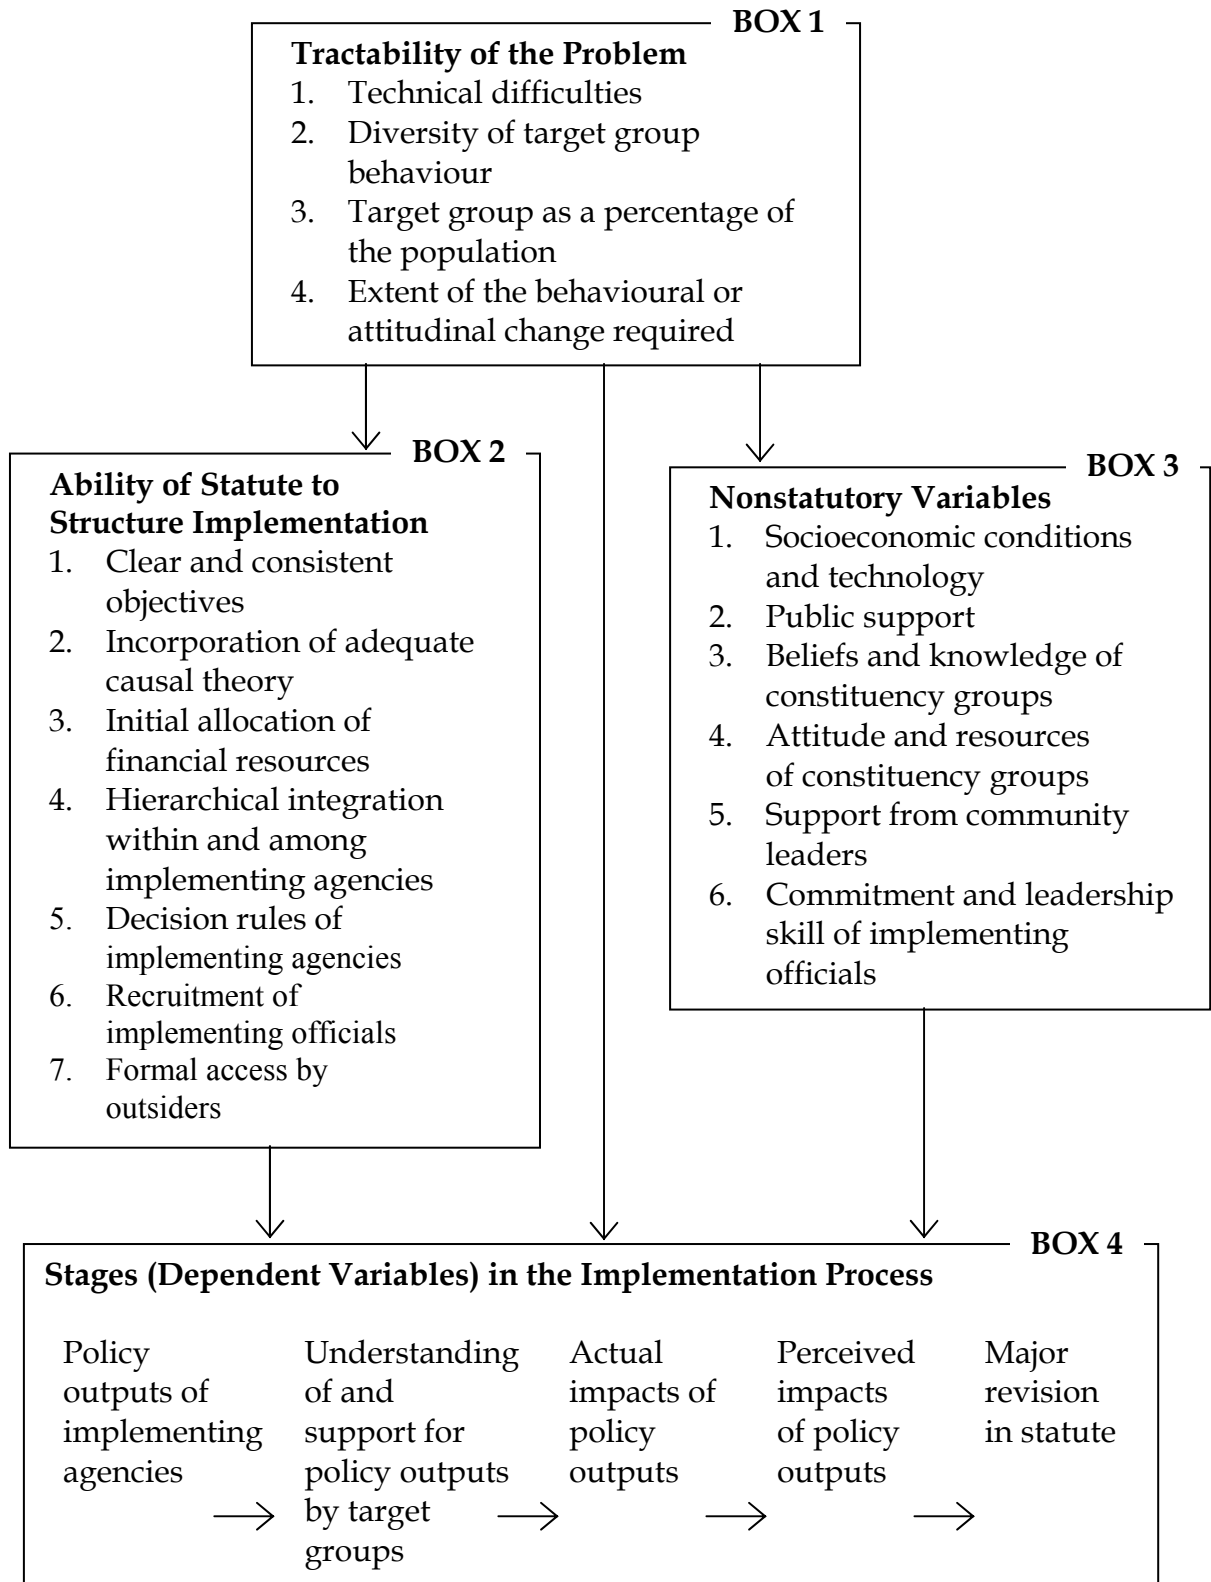 BOX 1
Tractability of the Problem
1. Technical difficulties
2. Diversity of target group
behaviour
3. Target group as a percentage of
the population
4. Extent of the behavioural or
attitudinal change required
BOX 2
Ability of Statute to
Structure Implementation
1. Clear and consistent
objectives
2. Incorporation of adequate
causal theory
3. Initial allocation of
financial resources
4. Hierarchical integration
within and among
implementing agencies
5. Decision rules of
implementing agencies
6. Recruitment of
implementing officials
7. Formal access by
outsiders
BOX 3
Nonstatutory Variables
1. Socioeconomic conditions
and technology
2. Public support
3. Beliefs and knowledge of
constituency groups
4. Attitude and resources
of constituency groups
5. Support from community
leaders
6. Commitment and leadership
skill of implementing
officials
BOX 4
Stages (Dependent Variables) in the Implementation Process
Policy
outputs of
implementing
agencies
Understanding
of and
support for
policy outputs
by target
groups
Actual
impacts of
policy
outputs
Perceived
impacts
of policy
outputs
Major
revision
in statute